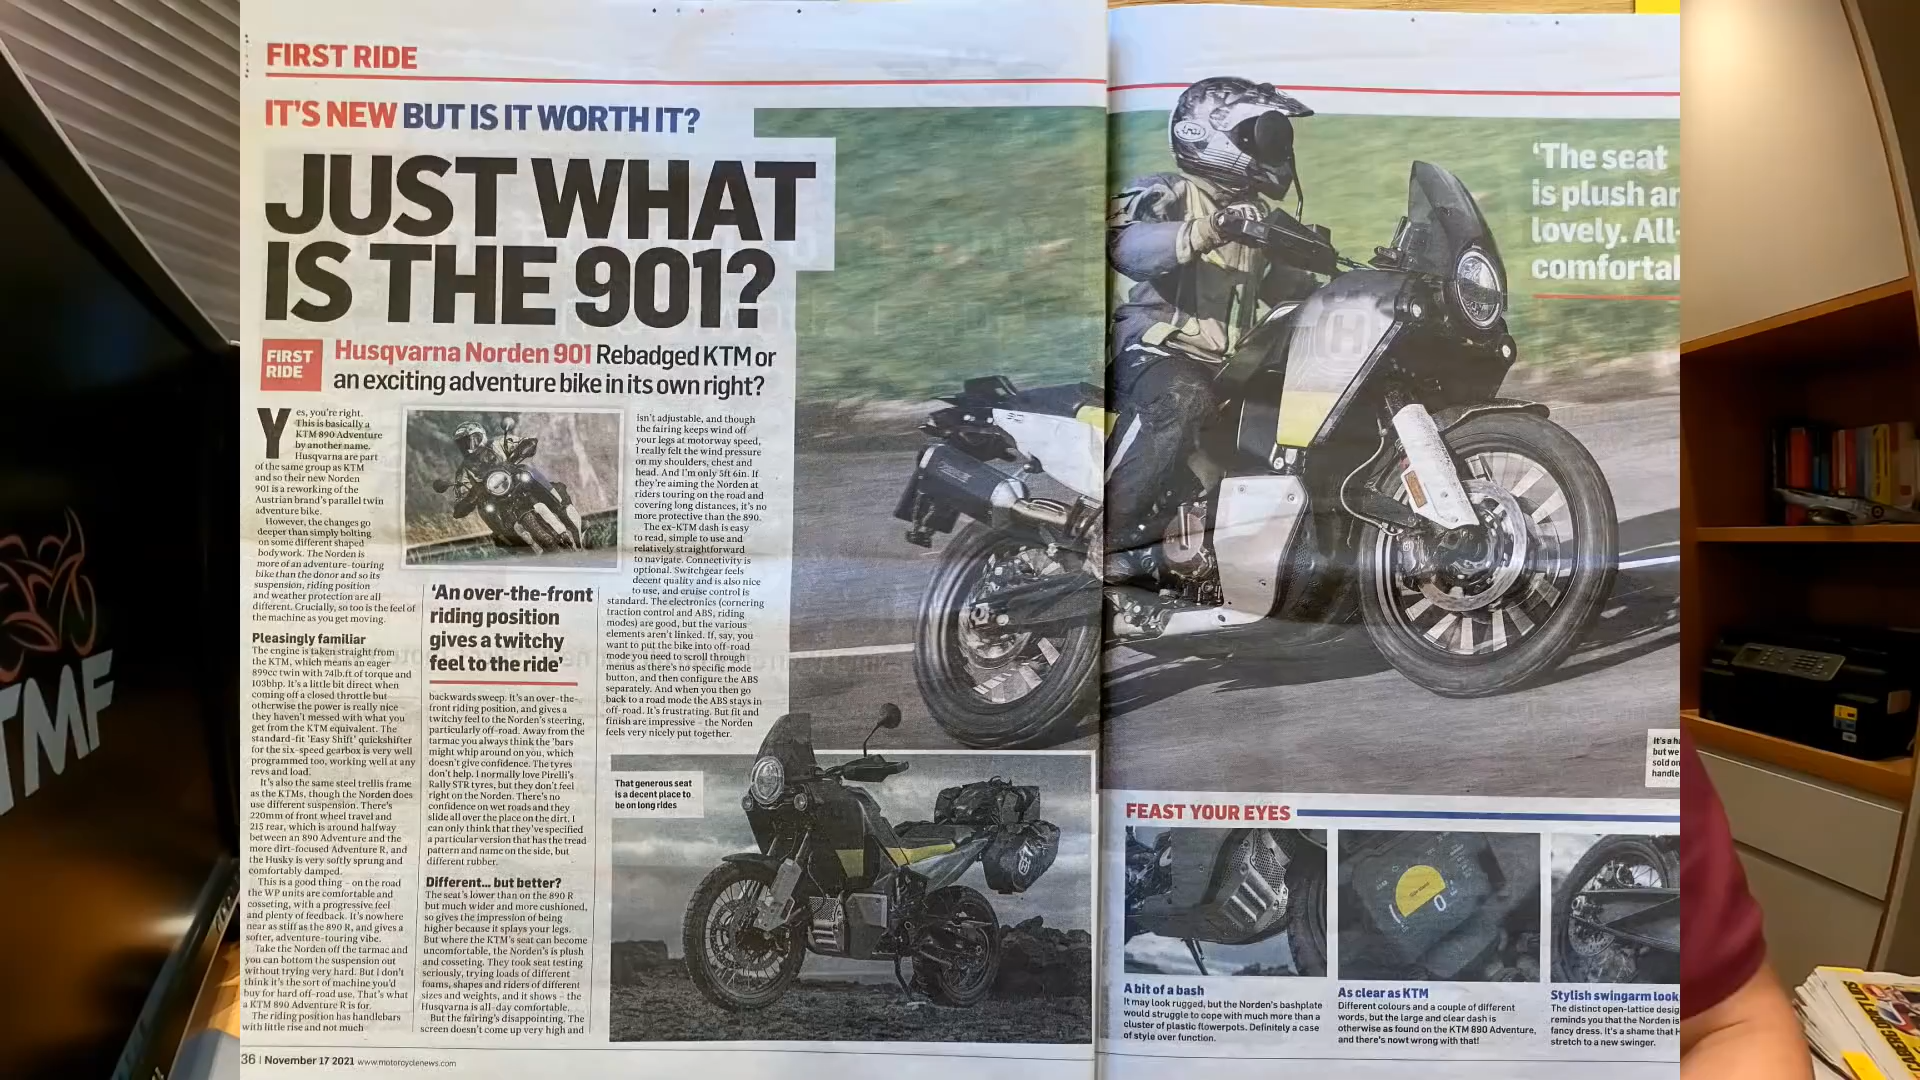 FIRST RIDE
IT'S NEW BUT IS IT WORTH IT?
JUST WHAT
IS THE 901?
FIRST
RIDE
Husqvarna Norden 901 Rebadged KTM or
an exciting adventure bike in its own right?
Yes, you're right.
This is basically a
KTM 890 Adventure
by another name.
Husqvarna are part
of the same group as KTM
and so their new Norden
901 is a reworking of the
Austrian brand's parallel twin
adventure bike.
However, the changes go
deeper than simply bolting
on some different shaped
bodywork. The Norden is
more of an adventure-touring
bike than the donor and so its
suspension, riding position
and weather protection are all
different. Crucially, so too is the feel of
the machine as you get moving.
Pleasingly familiar
The engine is taken straight from
the KTM, which means an eager
899cc twin with 74lb.ft of torque and
103bhp. It's a little bit direct when
coming off a closed throttle but
otherwise the power is really nice –
they haven't messed with what you
get from the KTM equivalent. The
standard-fit 'Easy Shift' quickshifter
for the six-speed gearbox is very well
programmed too, working well at any
revs and load.
It's also the same steel trellis frame
as the KTMs, though the Norden does
use different suspension. There's
220mm of front wheel travel and
215 rear, which is around halfway
between an 890 Adventure and the
more dirt-focused Adventure R, and
the Husky is very softly sprung and
comfortably damped.
This is a good thing – on the road
the WP units are comfortable and
cosseting, with a progressive feel
and plenty of feedback. It's nowhere
near as stiff as the 890 R, and gives a
softer, adventure-touring vibe.
Take the Norden off the tarmac and
you can bottom the suspension out
without trying very hard. But I don't
think it's the sort of machine you'd
buy for hard off-road use. That's what
a KTM 890 Adventure R is for.
The riding position has handlebars
with little rise and not much
'An over-the-front
riding position
gives a twitchy
feel to the ride'
backwards sweep. It's an over-the-
front riding position, and gives a
twitchy feel to the Norden's steering,
particularly off-road. Away from the
tarmac you always think the 'bars
might whip around on you, which
doesn't give confidence. The tyres
don't help. I normally love Pirelli's
Rally STR tyres, but they don't feel
right on the Norden. There's no
confidence on wet roads and they
slide all over the place on the dirt. I
can only think that they've specified
a particular version that has the tread
pattern and name on the side, but
different rubber.
Different... but better?
The seat's lower than on the 890 R
but much wider and more cushioned,
so gives the impression of being
higher because it splays your legs.
But where the KTM's seat can become
uncomfortable, the Norden's is plush
and cosseting. They took seat testing
seriously, trying loads of different
foams, shapes and riders of different
sizes and weights, and it shows – the
Husqvarna is all-day comfortable.
But the fairing's disappointing. The
screen doesn't come up very high and
isn't adjustable, and though
the fairing keeps wind off
your legs at motorway speed,
I really felt the wind pressure
on my shoulders, chest and
head. And I'm only 5ft 6in. If
they're aiming the Norden at
riders touring on the road and
covering long distances, it's no
more protective than the 890.
The ex-KTM dash is easy
to read, simple to use and
relatively straightforward
to navigate. Connectivity is
optional. Switchgear feels
decent quality and is also nice
to use, and cruise control is
standard. The electronics (cornering
traction control and ABS, riding
modes) are good, but the various
elements aren't linked. If, say, you
want to put the bike into off-road
mode you need to scroll through
menus as there's no specific mode
button, and then configure the ABS
separately. And when you then go
back to a road mode the ABS stays in
off-road. It's frustrating. But fit and
finish are impressive – the Norden
feels very nicely put together.
That generous seat
is a decent place to
be on long rides
36 | November 17 2021 www.motorcyclenews.com
'The seat
is plush an
lovely. All-
comfortal
It's a h
but we
sold on
handle
FEAST YOUR EYES
A bit of a bash
It may look rugged, but the Norden's bashplate
would struggle to cope with much more than a
cluster of plastic flowerpots. Definitely a case
of style over function.
As clear as KTM
Different colours and a couple of different
words, but the large and clear dash is
otherwise as found on the KTM 890 Adventure,
and there's nowt wrong with that!
Stylish swingarm look
The distinct open-lattice desig
reminds you that the Norden is
fancy dress. It's a shame that H
stretch to a new swinger.
TMF